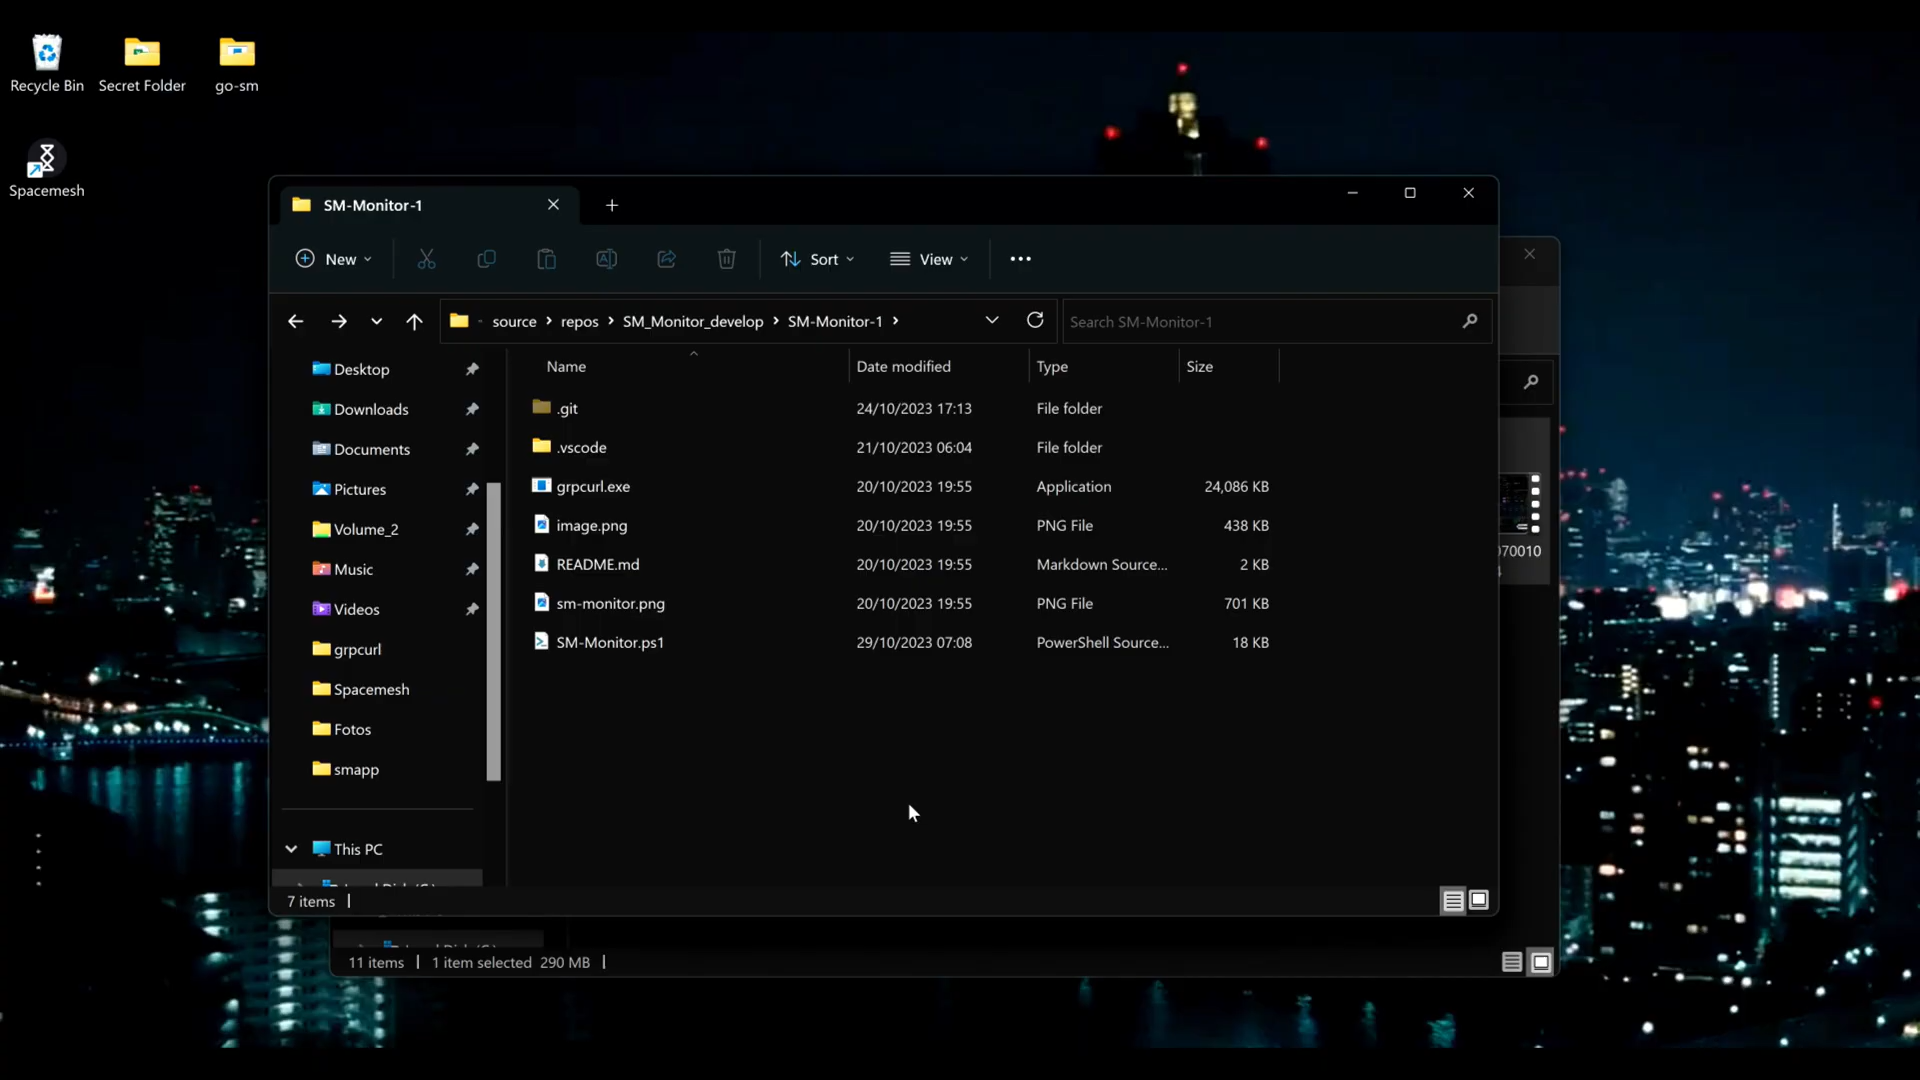 Recycle Bin
Secret Folder
go-sm
Spacemesh
SM-Monitor-1
New
Sort
View
source
repos
SM_Monitor_develop
SM-Monitor-1
Search SM-Monitor-1
Name
Date modified
Type
Size
Desktop
Downloads
Documents
Pictures
Volume_2
Music
Videos
grpcurl
Spacemesh
Fotos
smapp
This PC
.git 24/10/2023 17:13 File folder
.vscode 21/10/2023 06:04 File folder
grpcurl.exe 20/10/2023 19:55 Application 24,086 KB
image.png 20/10/2023 19:55 PNG File 438 KB
README.md 20/10/2023 19:55 Markdown Source... 2 KB
sm-monitor.png 20/10/2023 19:55 PNG File 701 KB
SM-Monitor.ps1 29/10/2023 07:08 PowerShell Source... 18 KB
7 items
070010
11 items 1 item selected 290 MB